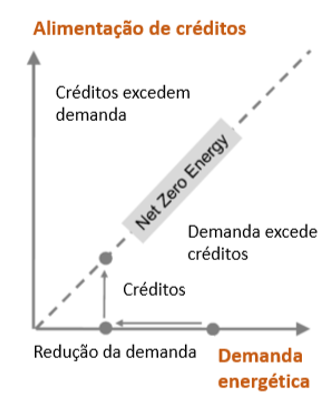 Alimentação de créditos
Créditos excedem
demanda
Net Zero Energy
Demanda excede
créditos
Créditos
Redução da demanda
Demanda
energética